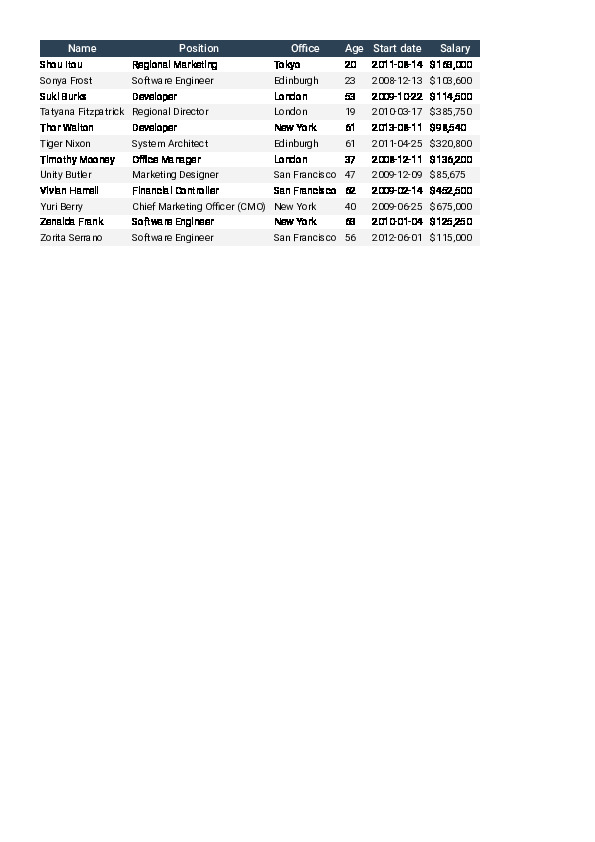 Name Position Office Age Start date Salary
Shou Itou Regional Marketing Tokyo 20 2011-08-14 $163,000
Sonya Frost Software Engineer Edinburgh 23 2008-12-13 $103,600
Suki Burks Developer London 53 2009-10-22 $114,500
Tatyana Fitzpatrick Regional Director London 19 2010-03-17 $385,750
Thor Walton Developer New York 61 2013-08-11 $98,540
Tiger Nixon System Architect Edinburgh 61 2011-04-25 $320,800
Timothy Mooney Office Manager London 37 2008-12-11 $136,200
Unity Butler Marketing Designer San Francisco 47 2009-12-09 $85,675
Vivian Harrell Financial Controller San Francisco 62 2009-02-14 $452,500
Yuri Berry Chief Marketing Officer (CMO) New York 40 2009-06-25 $675,000
Zenaida Frank Software Engineer New York 63 2010-01-04 $125,250
Zorita Serrano Software Engineer San Francisco 56 2012-06-01 $115,000